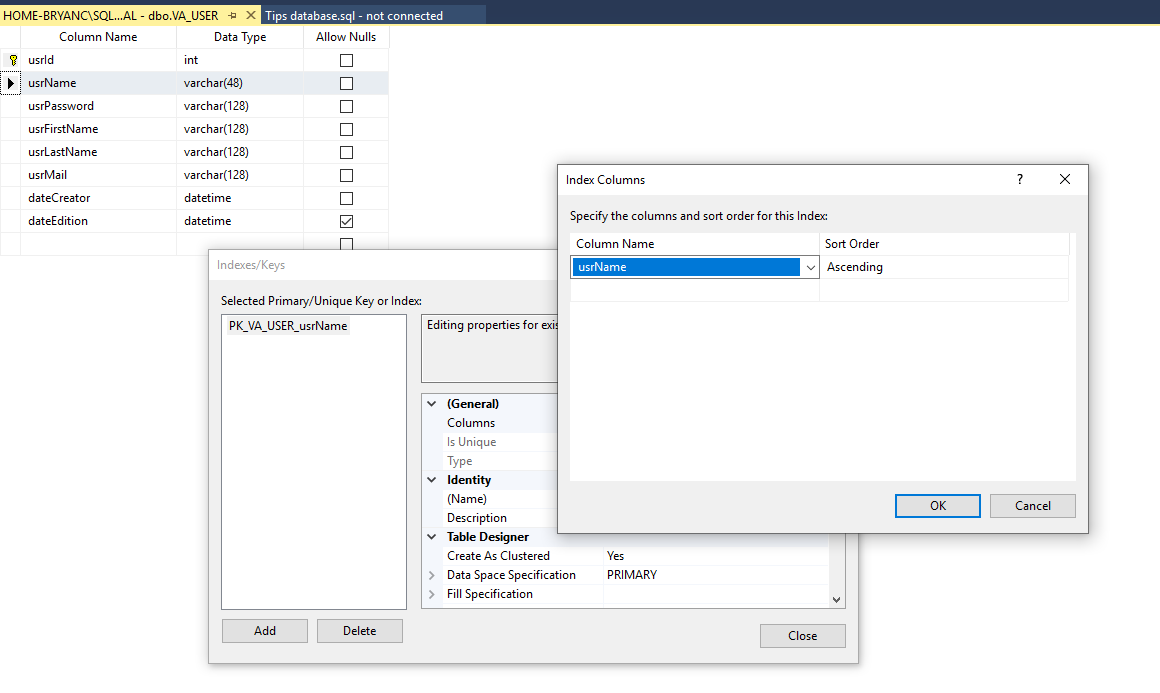 HOME-BRYANC\SQL...AL - dbo.VA_USER
Tips database.sql - not connected
Column Name Data Type Allow Nulls
usrId int
usrName varchar(48)
usrPassword varchar(128)
usrFirstName varchar(128)
usrLastName varchar(128)
usrMail varchar(128)
dateCreator datetime
dateEdition datetime
Indexes/Keys
Selected Primary/Unique Key or Index:
PK_VA_USER_usrName
Editing properties for exis
(General)
Columns
Is Unique
Type
Identity
(Name)
Description
Table Designer
Create As Clustered Yes
Data Space Specification PRIMARY
Fill Specification
Add Delete
Close
Index Columns ?
Specify the columns and sort order for this Index:
Column Name Sort Order
usrName Ascending
OK Cancel